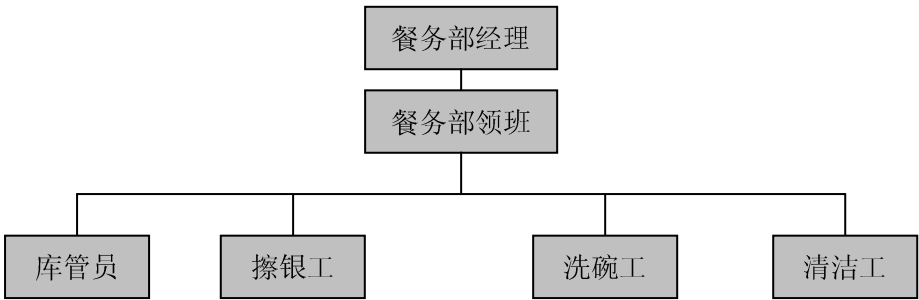 餐务部经理
餐务部领班
库管员
擦银工
洗碗工
清洁工